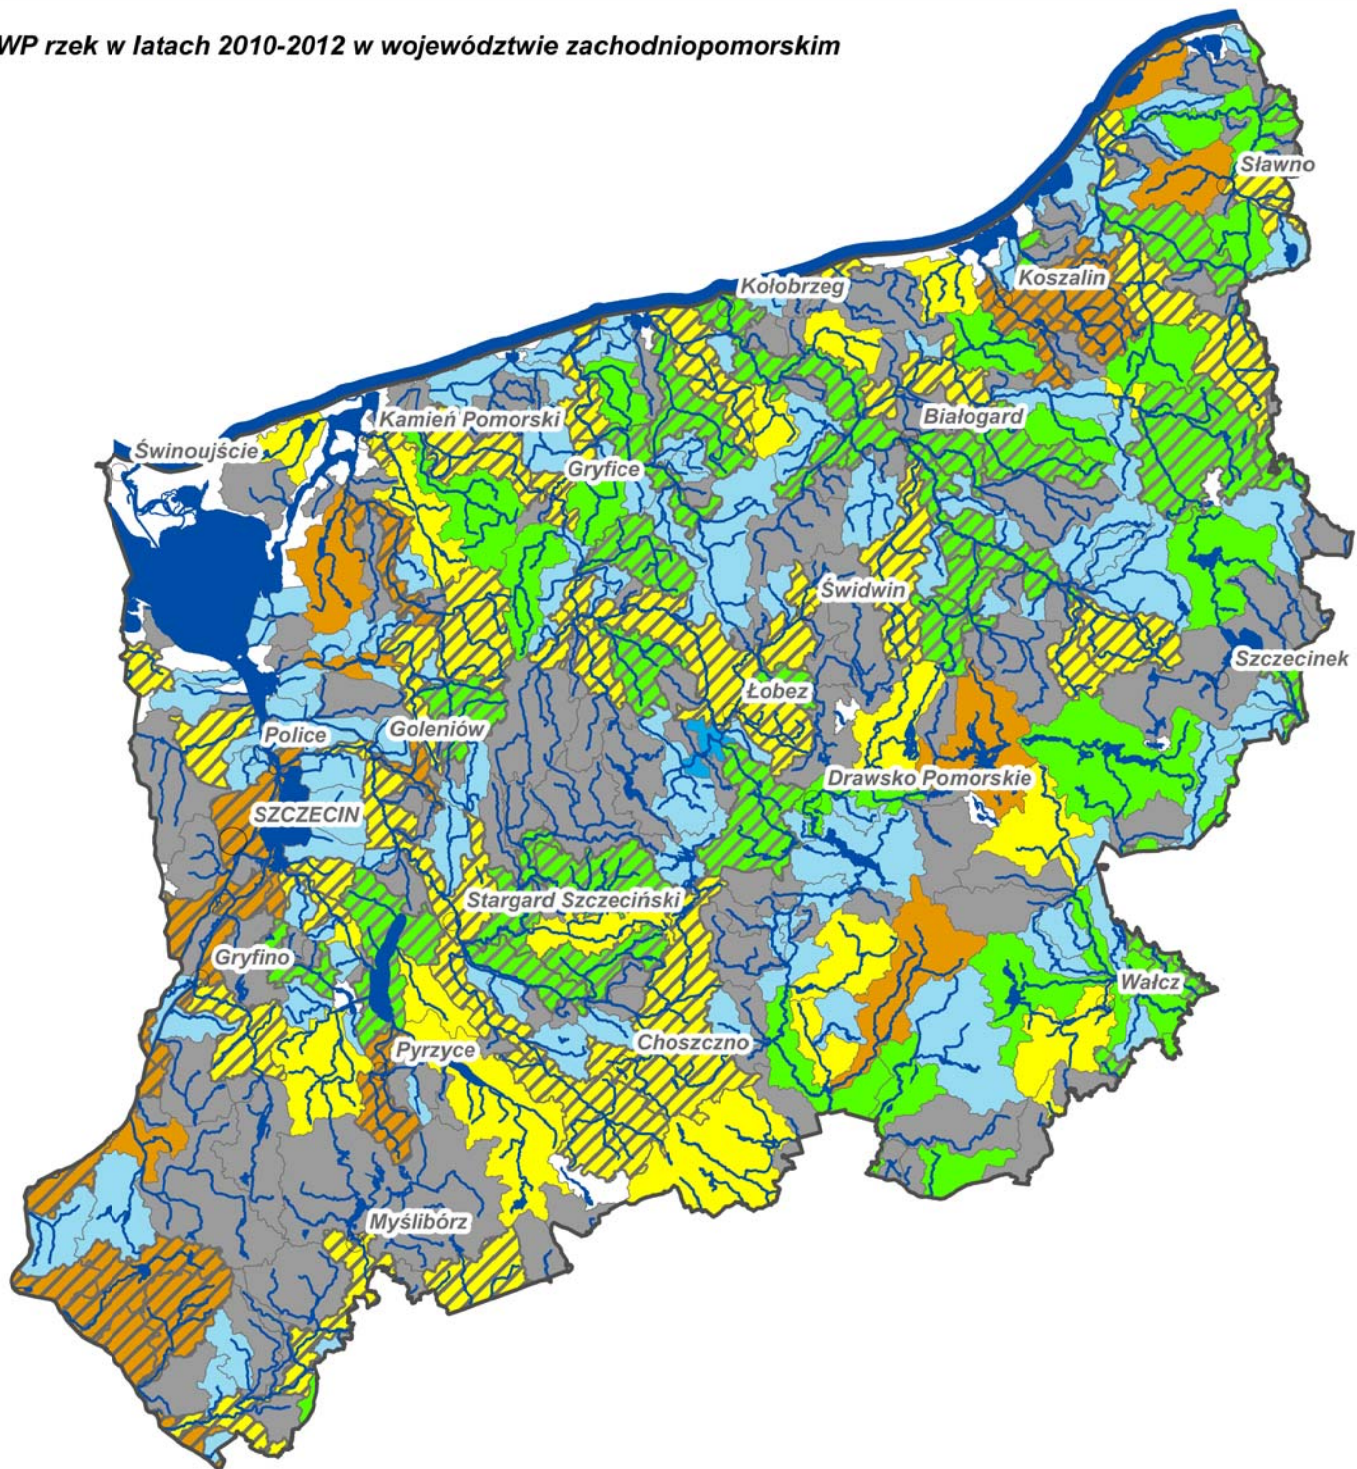 WP rzek w latach 2010-2012 w województwie zachodniopomorskim
Sławno
Koszalin
Kołobrzeg
Kamień Pomorski
Białogard
Świnoujście
Gryfice
Świdwin
Szczecinek
Łobez
Goleniów
Police
Drawsko Pomorskie
SZCZECIN
Stargard Szczeciński
Gryfino
Wałcz
Choszczno
Pyrzyce
Myślibórz